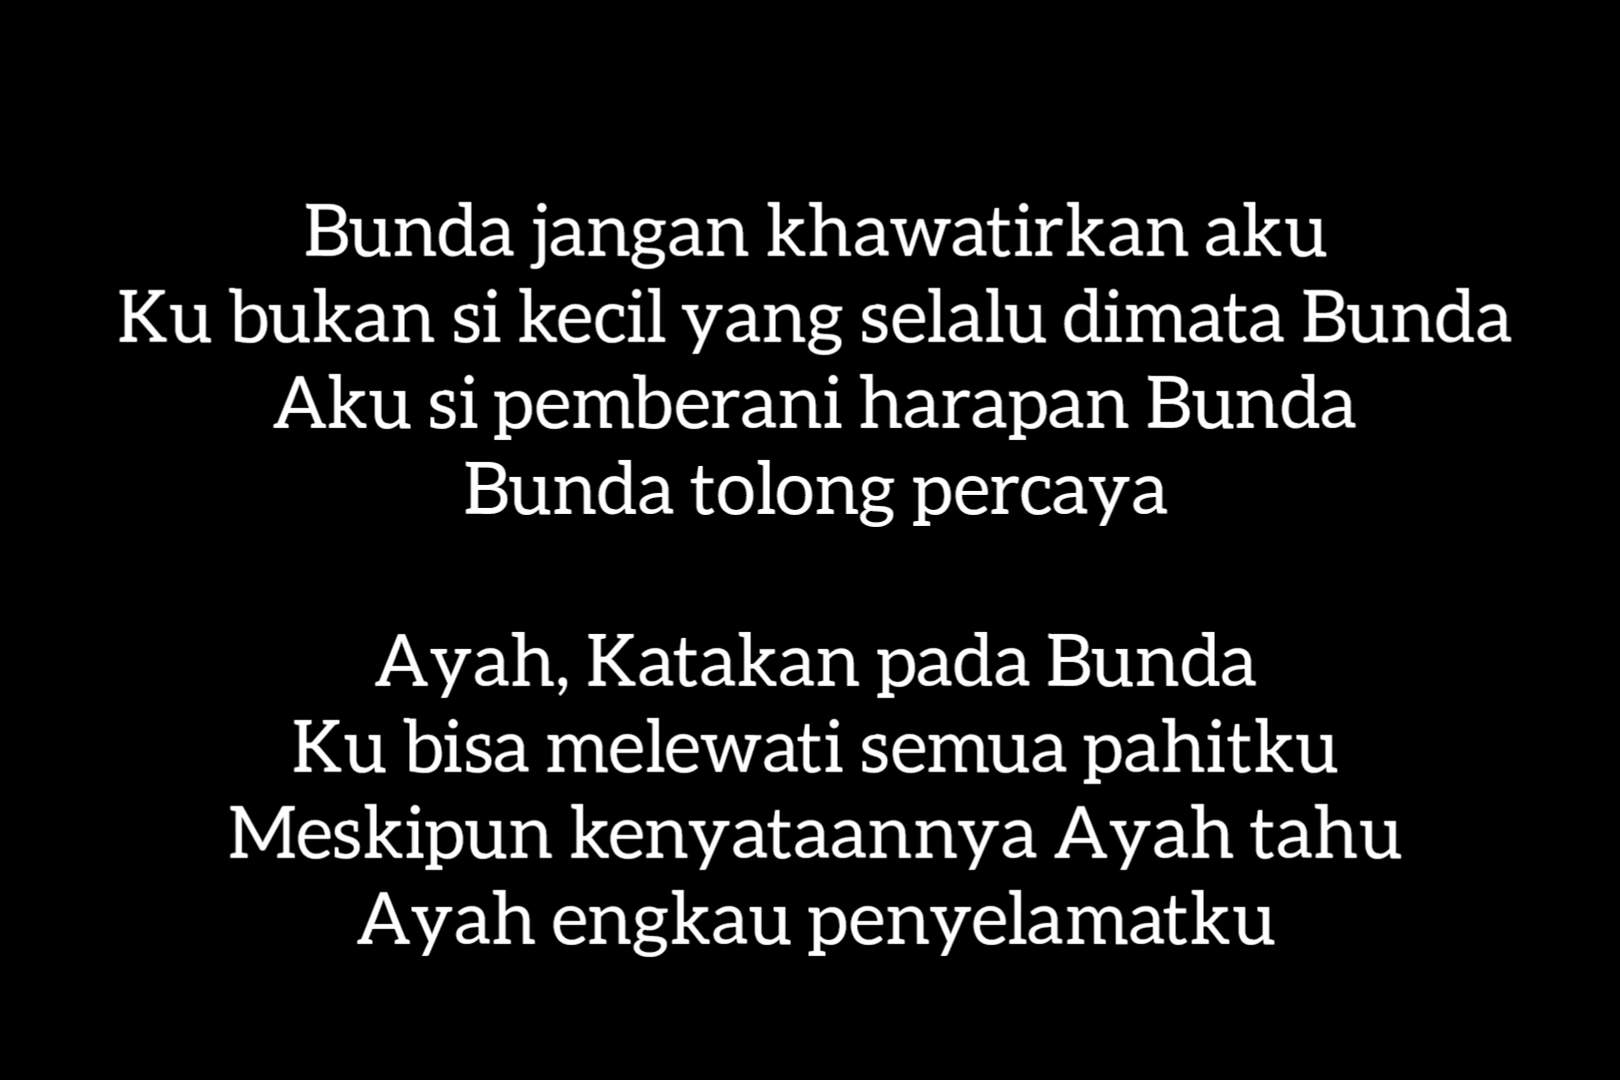 Bunda jangan khawatirkan aku
Ku bukan si kecil yang selalu dimata Bunda
Aku si pemberani harapan Bunda
Bunda tolong percaya
Ayah, Katakan pada Bunda
Ku bisa melewati semua pahitku
Meskipun kenyataannya Ayah tahu
Ayah engkau penyelamatku